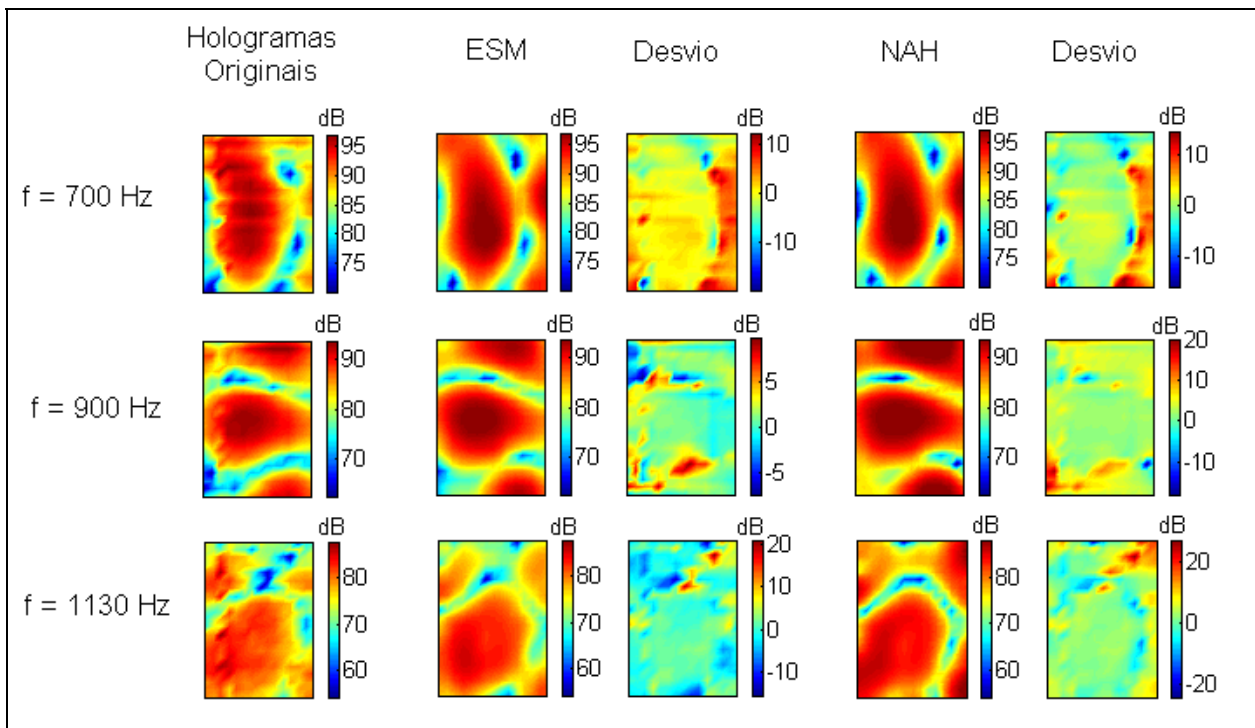 Hologramas
Originais
ESM
Desvio
NAH
Desvio
f = 700 Hz
dB
95
90
85
80
75
dB
95
90
85
80
75
dB
10
0
-10
dB
95
90
85
80
75
dB
10
0
-10
f = 900 Hz
dB
90
80
70
dB
90
80
70
dB
5
0
-5
dB
90
80
70
dB
20
10
0
-10
f = 1130 Hz
dB
80
70
60
dB
80
70
60
dB
20
10
0
-10
dB
80
70
60
dB
20
0
-20